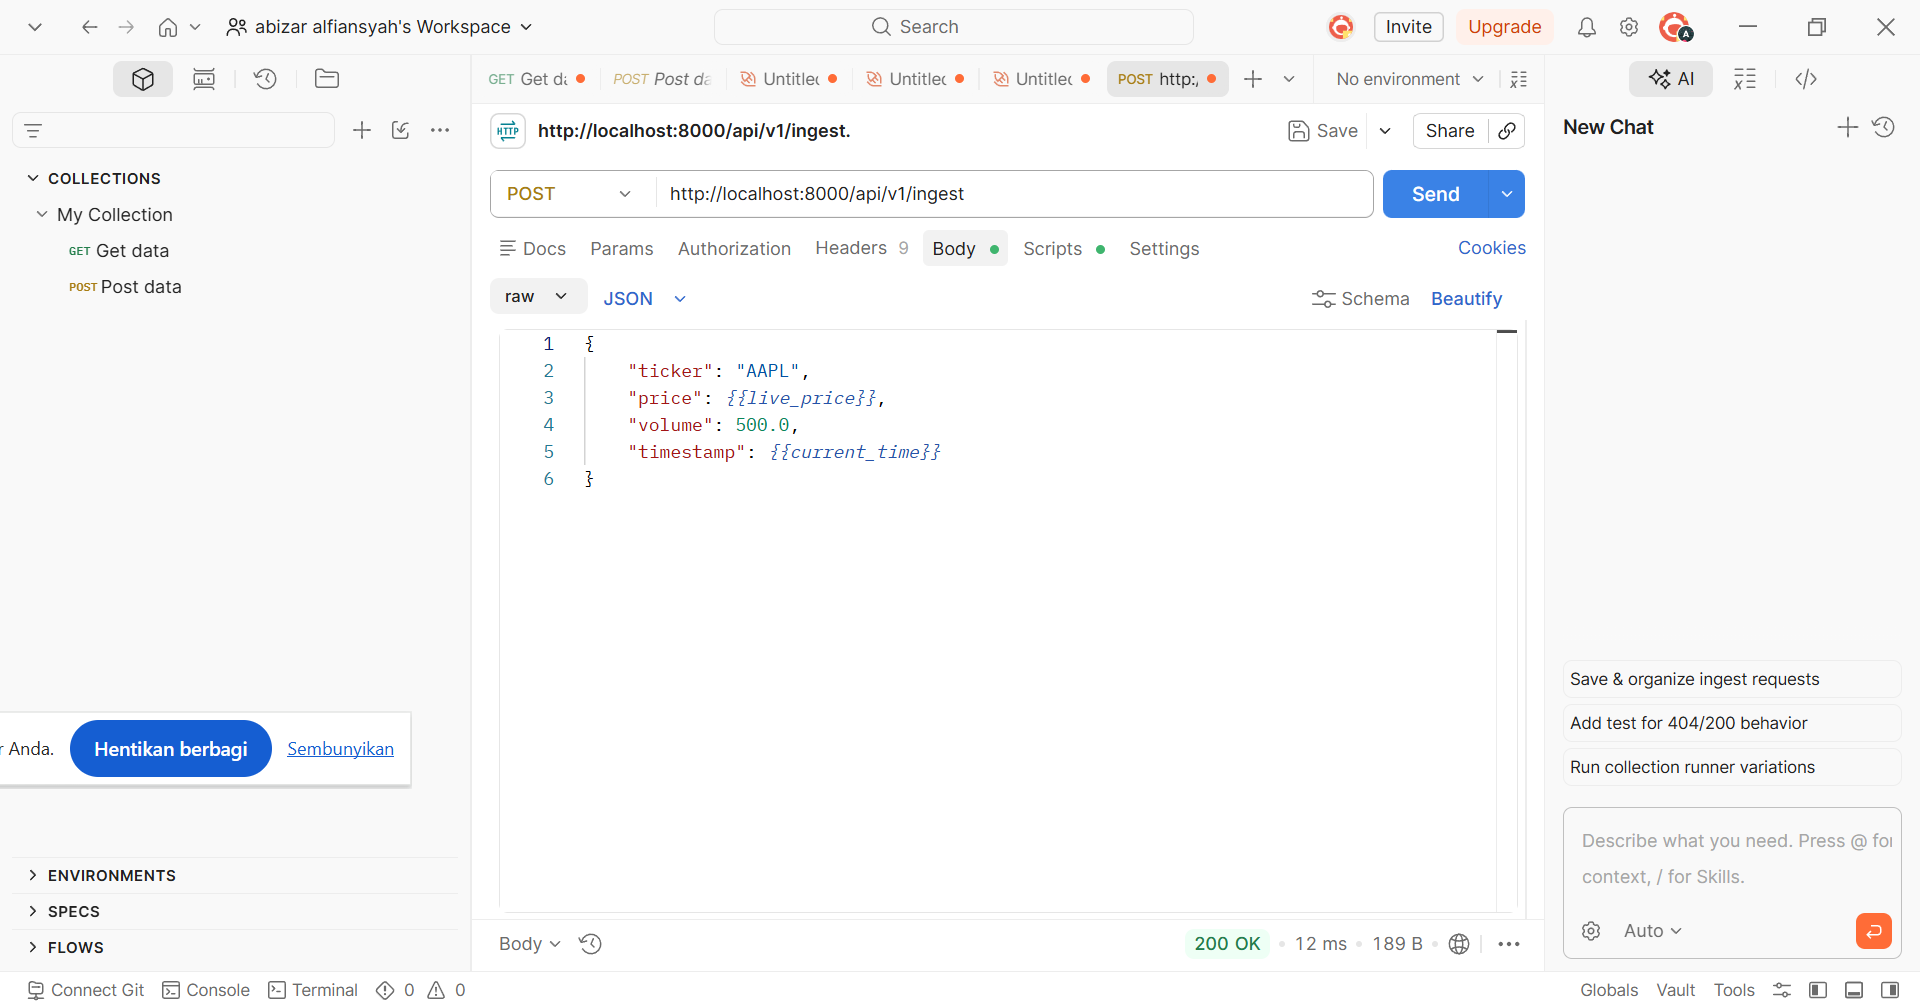 abizar alfiansyah's Workspace
Search
Invite
Upgrade
A
GET Get da
POST Post da
Untitled
Untitled
Untitled
POST http:/
No environment
AI
http://localhost:8000/api/v1/ingest.
Save
Share
New Chat
COLLECTIONS
My Collection
GET Get data
POST Post data
HTTP
POST
http://localhost:8000/api/v1/ingest
Send
Docs
Params
Authorization
Headers 9
Body
Scripts
Settings
Cookies
raw
JSON
Schema
Beautify
1 {
2 "ticker": "AAPL",
3 "price": {{live_price}},
4 "volume": 500.0,
5 "timestamp": {{current_time}}
6 }
r Anda.
Hentikan berbagi
Sembunyikan
Save & organize ingest requests
Add test for 404/200 behavior
Run collection runner variations
Describe what you need. Press @ for
context, / for Skills.
Auto
ENVIRONMENTS
SPECS
FLOWS
Body
200 OK
12 ms
189 B
Connect Git
Console
Terminal
0
0
Globals
Vault
Tools